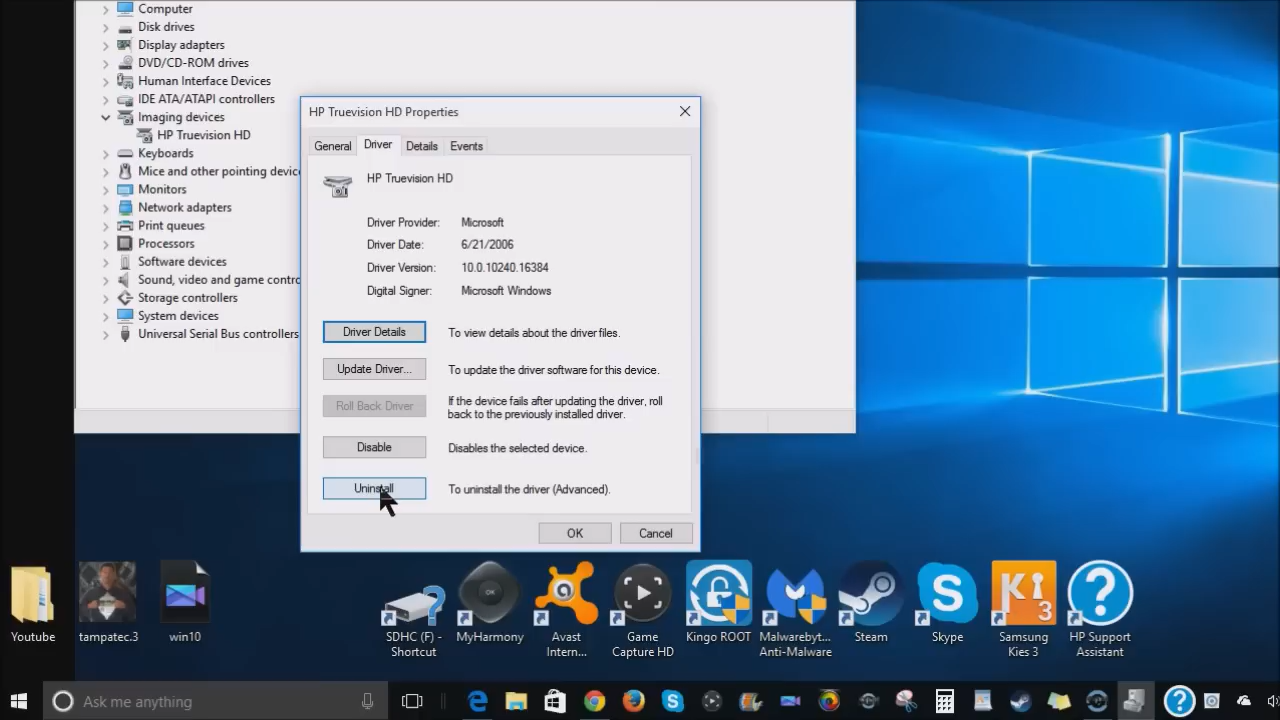 Computer
Disk drives
Display adapters
DVD/CD-ROM drives
Human Interface Devices
IDE ATA/ATAPI controllers
Imaging devices
HP Truevision HD
Keyboards
Mice and other pointing device
Monitors
Network adapters
Print queues
Processors
Software devices
Sound, video and game contro
Storage controllers
System devices
Universal Serial Bus controllers
HP Truevision HD Properties
General Driver Details Events
HP Truevision HD
Driver Provider: Microsoft
Driver Date: 6/21/2006
Driver Version: 10.0.10240.16384
Digital Signer: Microsoft Windows
Driver Details To view details about the driver files.
Update Driver... To update the driver software for this device.
Roll Back Driver If the device fails after updating the driver, roll
back to the previously installed driver.
Disable Disables the selected device.
Uninstall To uninstall the driver (Advanced).
OK Cancel
Youtube
tampatec.3
win10
SDHC (F) -
Shortcut
MyHarmony
OK
Avast
Intern...
Game
Capture HD
Kingo ROOT
Malwarebyt...
Anti-Malware
Steam
Skype
Ki
3
Samsung
Kies 3
HP Support
Assistant
Ask me anything